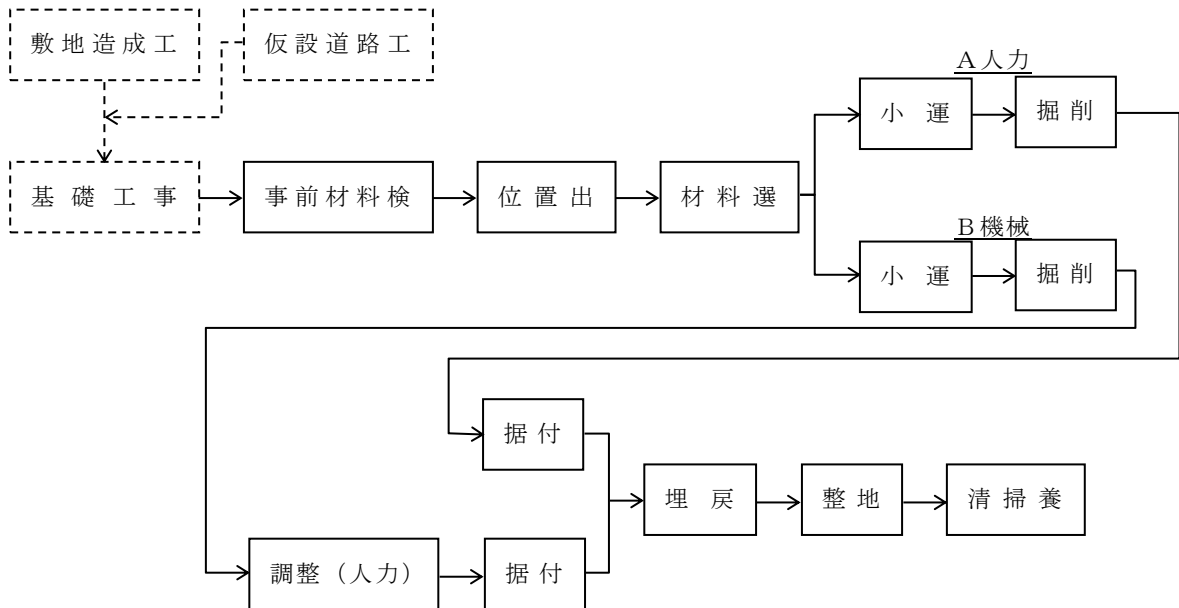 敷地造成工
仮設道路工
A人力
小 運
掘削
基礎工事
事前材料検
位置出
材料選
B機械
小 運
掘削
据付
埋 戻
整地
清掃養
調整（人力）
据付